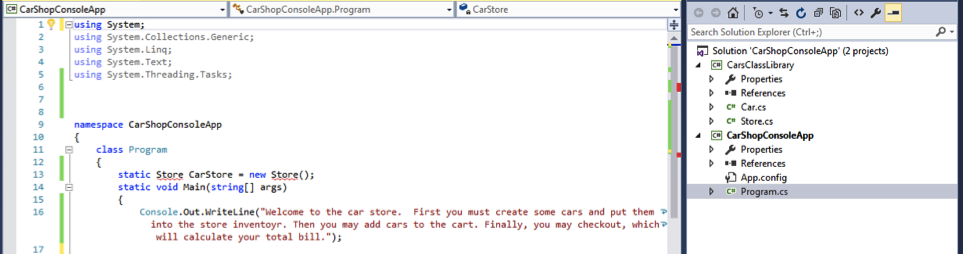 CarShopConsoleApp
CarShopConsoleApp.Program
CarStore
1 using System;
2 using System.Collections.Generic;
3 using System.Linq;
4 using System.Text;
5 using System.Threading.Tasks;
6
7
8
9 namespace CarShopConsoleApp
10 {
11 class Program
12 {
13 static Store CarStore = new Store();
14 static void Main(string[] args)
15 {
16 Console.Out.WriteLine("Welcome to the car store.  First you must create some cars and put them
into the store inventoyr. Then you may add cars to the cart. Finally, you may checkout, which
will calculate your total bill.");
17
Search Solution Explorer (Ctrl+;)
Solution 'CarShopConsoleApp' (2 projects)
CarsClassLibrary
Properties
References
C# Car.cs
C# Store.cs
CarShopConsoleApp
Properties
References
App.config
C# Program.cs